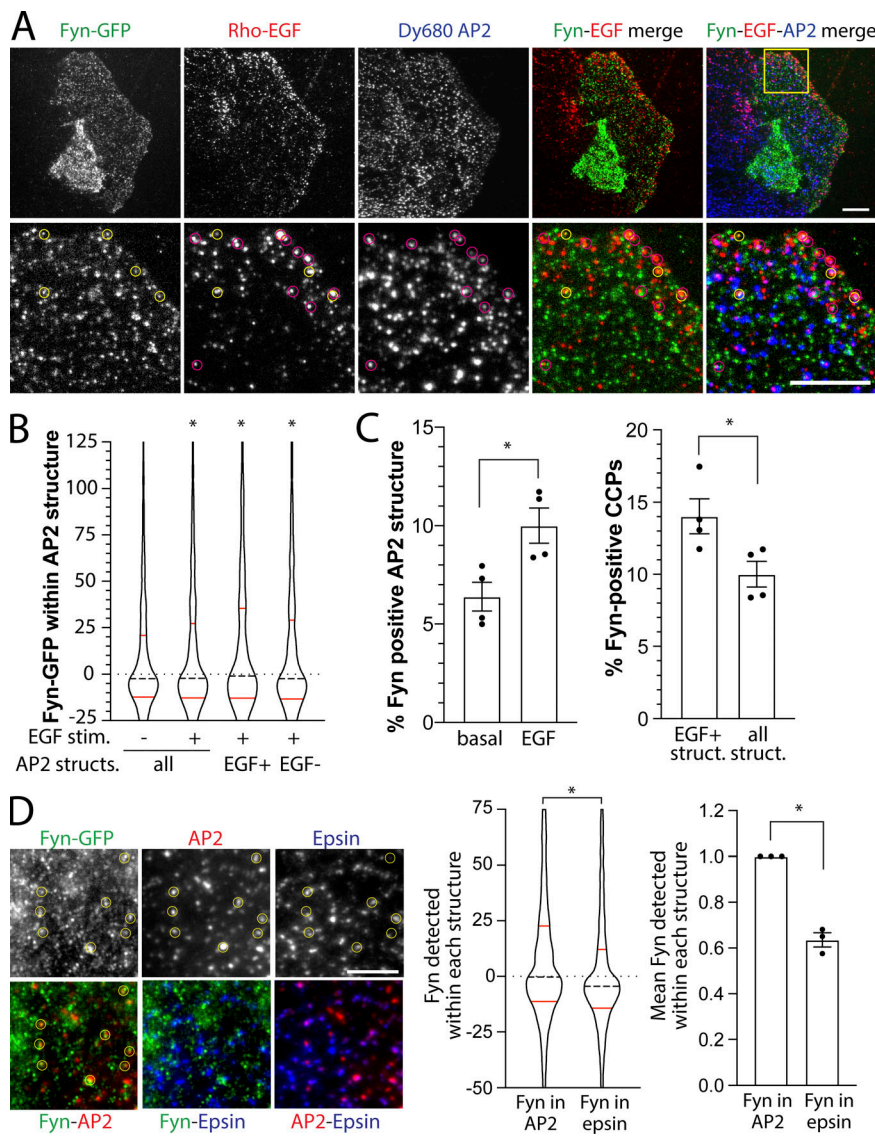 A
Fyn-GFP Rho-EGF Dy680 AP2 Fyn-EGF merge Fyn-EGF-AP2 merge
B
Fyn-GFP within AP2 structure
125
100
75
50
25
0
-25
* * *
EGF stim. - + + +
AP2 structs. all EGF+ EGF-
C
% Fyn positive AP2 structure
15
10
5
0
*
basal EGF
% Fyn-positive CCPs
20
15
10
5
0
*
EGF+ all
struct. struct.
D
Fyn-GFP AP2 Epsin
Fyn-AP2 Fyn-Epsin AP2-Epsin
Fyn detected
within each structure
75
50
25
0
-25
-50
*
Fyn in Fyn in
AP2 epsin
Mean Fyn detected
within each structure
1.2
1.0
0.8
0.6
0.4
0.2
0.0
*
Fyn in Fyn in
AP2 epsin